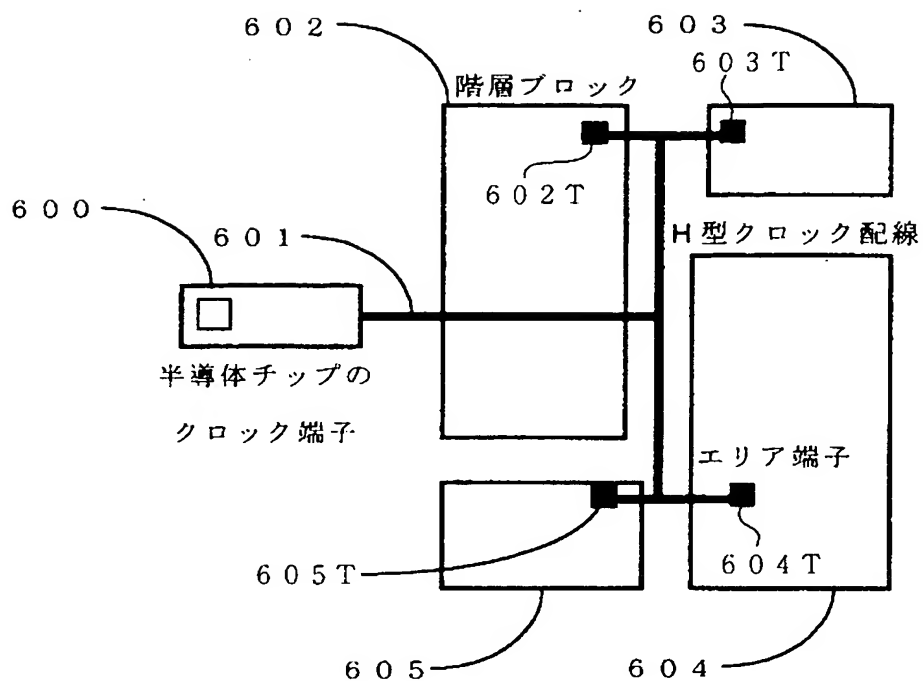 ６０２
６０３
６０３Ｔ
階層ブロック
６０２Ｔ
６００
６０１
Ｈ型クロック配線
半導体チップの
クロック端子
エリア端子
６０５Ｔ
６０４Ｔ
６０５
６０４